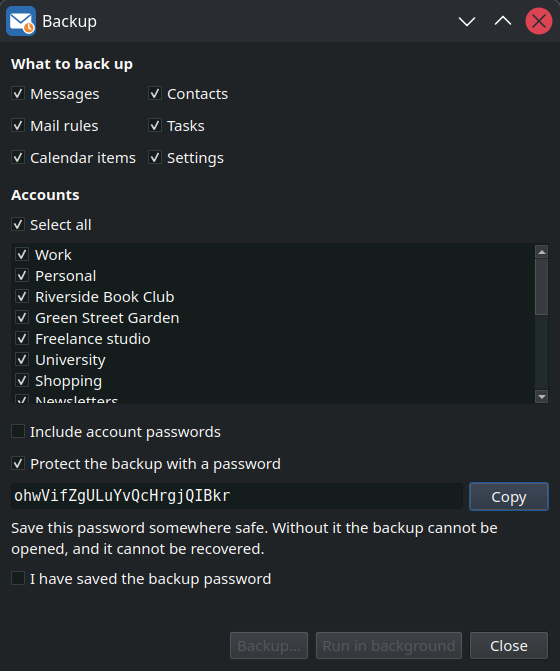 Backup
What to back up
Messages
Contacts
Mail rules
Tasks
Calendar items
Settings
Accounts
Select all
Work
Personal
Riverside Book Club
Green Street Garden
Freelance studio
University
Shopping
Newsletters
Include account passwords
Protect the backup with a password
ohwVifZgULuYvQcHrgjQIBkr
Copy
Save this password somewhere safe. Without it the backup cannot be
opened, and it cannot be recovered.
I have saved the backup password
Backup...
Run in background
Close